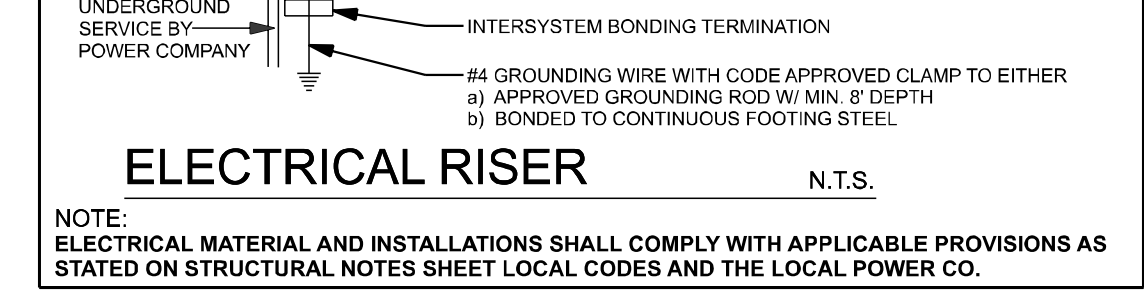 UNDERGROUND
SERVICE BY
POWER COMPANY
INTERSYSTEM BONDING TERMINATION
#4 GROUNDING WIRE WITH CODE APPROVED CLAMP TO EITHER
a) APPROVED GROUNDING ROD W/ MIN. 8' DEPTH
b) BONDED TO CONTINUOUS FOOTING STEEL
ELECTRICAL RISER N.T.S.
NOTE:
ELECTRICAL MATERIAL AND INSTALLATIONS SHALL COMPLY WITH APPLICABLE PROVISIONS AS
STATED ON STRUCTURAL NOTES SHEET LOCAL CODES AND THE LOCAL POWER CO.